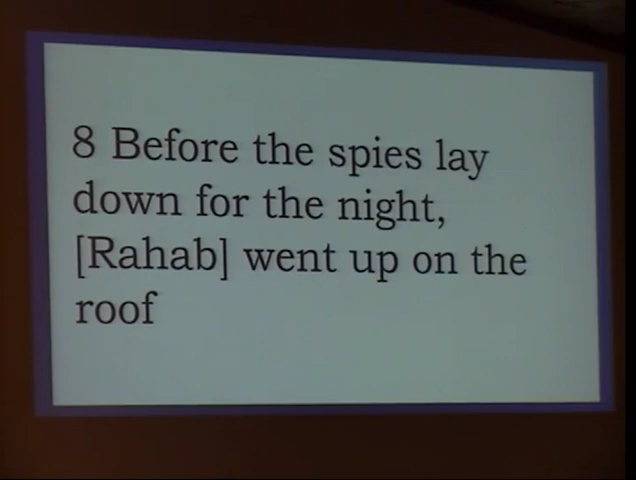 8 Before the spies lay
down for the night,
[Rahab] went up on the
roof